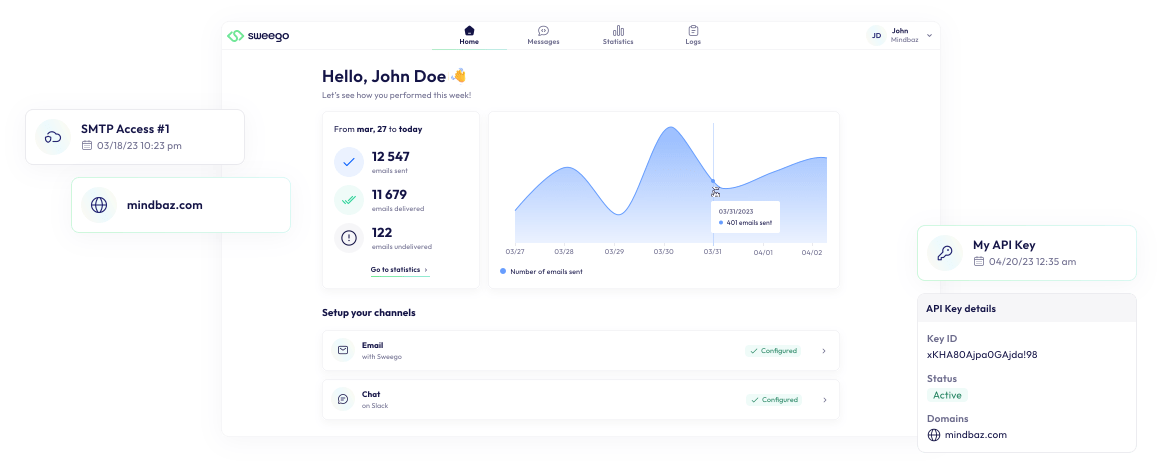 sweego
Home
Messages
Statistics
Logs
JD
John
Mindbaz
Hello, John Doe 👋
Let's see how you performed this week!
SMTP Access #1
03/18/23 10:23 pm
mindbaz.com
From mar, 27 to today
12 547
emails sent
11 679
emails delivered
122
emails undelivered
Go to statistics ›
03/31/2023
401 emails sent
03/27 03/28 03/29 03/30 03/31 04/01 04/02
Number of emails sent
Setup your channels
Email
with Sweego
Configured
Chat
on Slack
Configured
My API Key
04/20/23 12:35 am
API Key details
Key ID
xKHA80Ajpa0GAjda!98
Status
Active
Domains
mindbaz.com